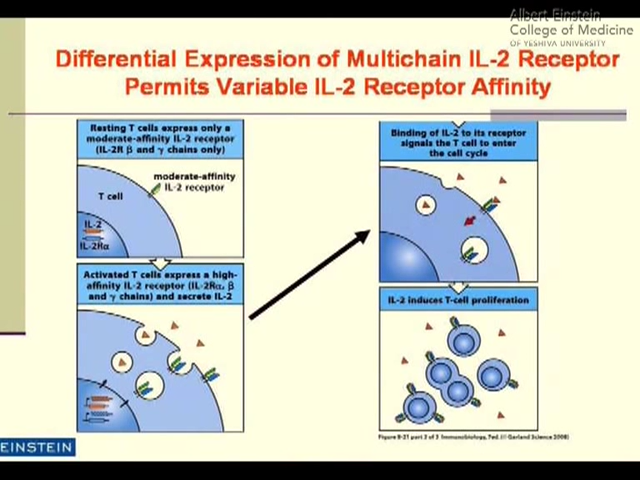 Albert Einstein
College of Medicine
OF YESHIVA UNIVERSITY
Differential Expression of Multichain IL-2 Receptor
Permits Variable IL-2 Receptor Affinity
Resting T cells express only a
moderate-affinity IL-2 receptor
(IL-2R β and γ chains only)
moderate-affinity
IL-2 receptor
T cell
IL-2
IL-2Rα
Activated T cells express a high-
affinity IL-2 receptor (IL-2Rα, β
and γ chains) and secrete IL-2
Binding of IL-2 to its receptor
signals the T cell to enter
the cell cycle
IL-2 induces T-cell proliferation
Figure 8-21 part 3 of 3 Immunobiology, 7ed. (© Garland Science 2008)
EINSTEIN